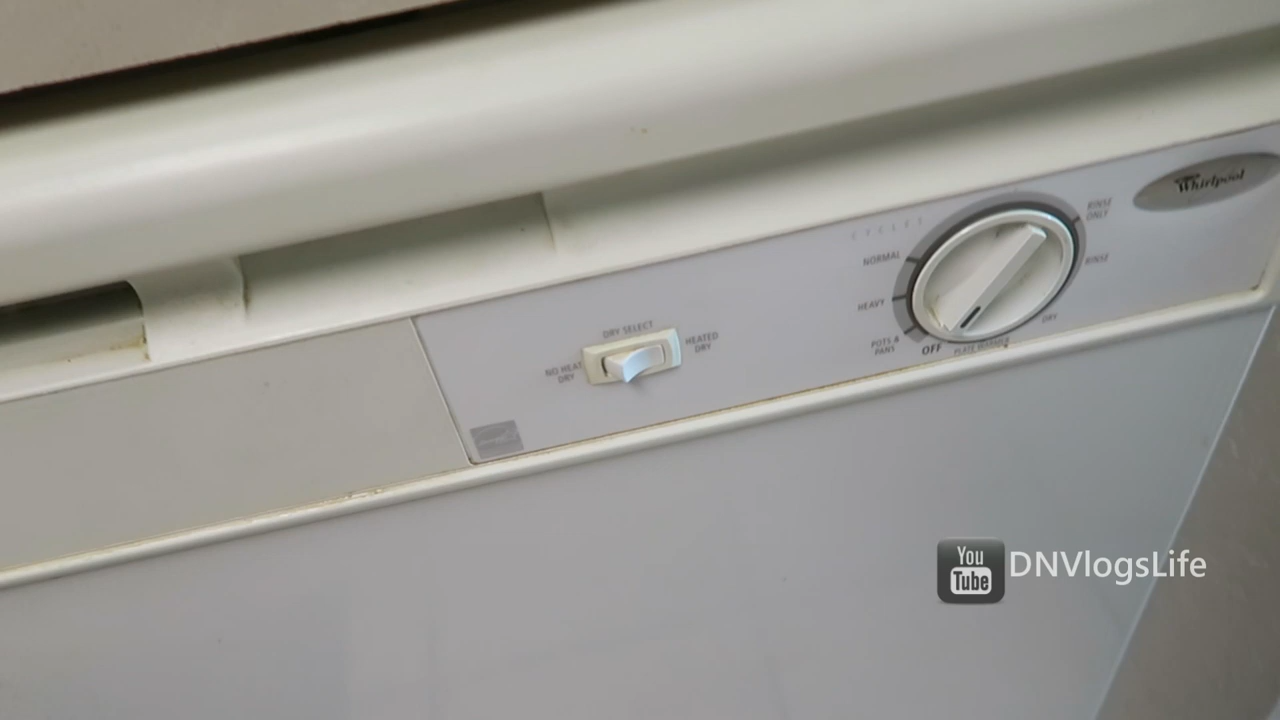 Whirlpool
CYCLES
RINSE
ONLY
NORMAL
RINSE
HEAVY
DRY
POTS &
PANS
OFF
PLATE WARMER
DRY SELECT
HEATED
DRY
NO HEAT
DRY
You
Tube
DNVlogsLife